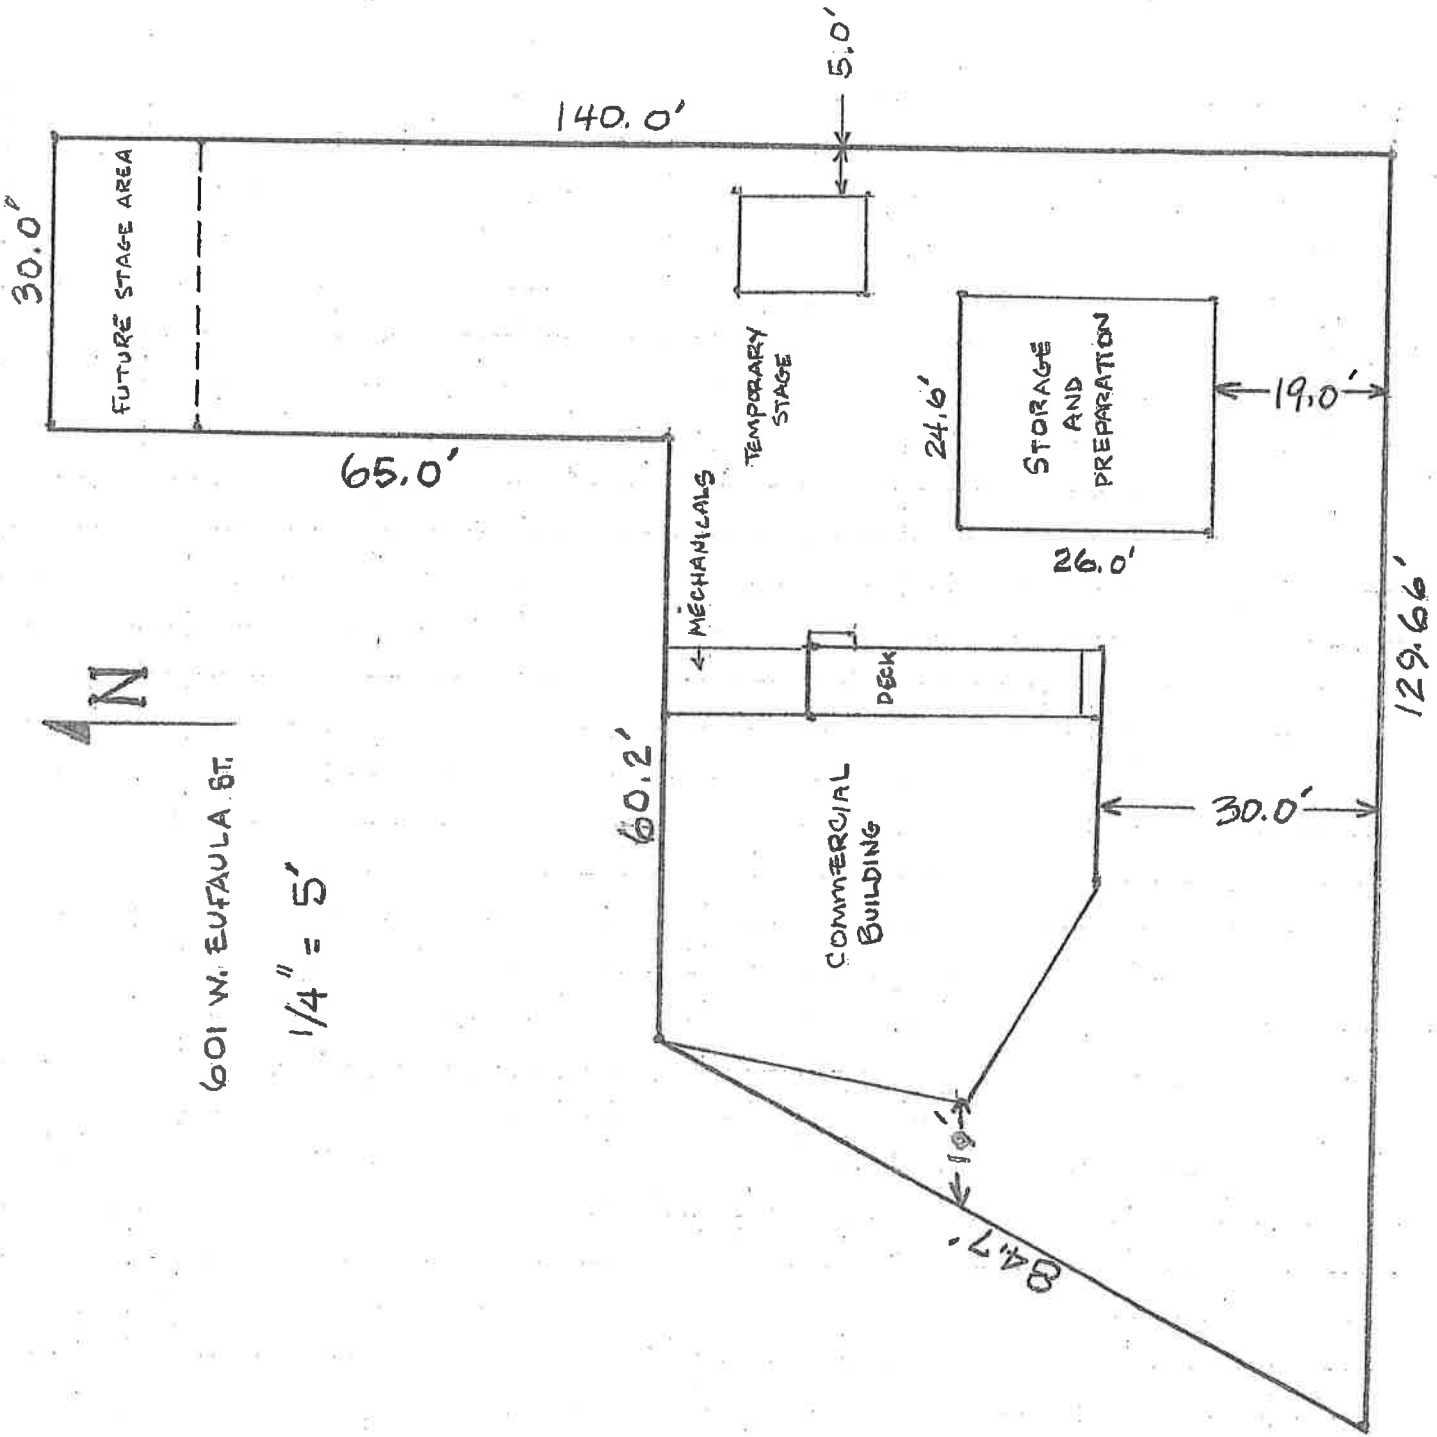 601 W. EUFAULA ST.
1/4" = 5'
N
30.0'
FUTURE STAGE AREA
140.0'
5.0'
65.0'
TEMPORARY
STAGE
← MECHANICALS
60.2'
DECK
COMMERCIAL
BUILDING
24.6'
STORAGE
AND
PREPARATION
26.0'
19.0'
30.0'
19'
84.7'
129.66'